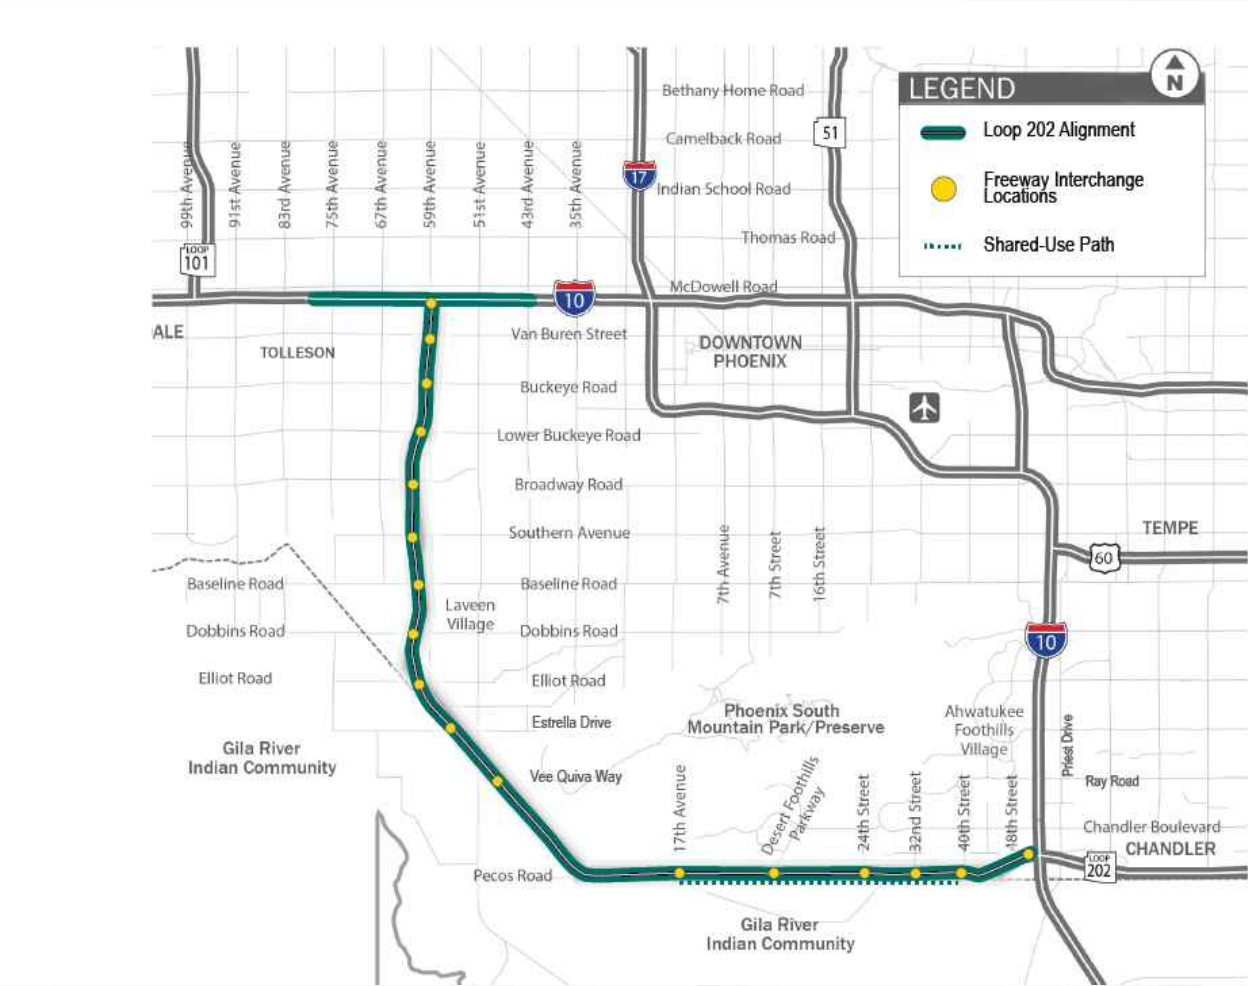 LEGEND
N
Loop 202 Alignment
Freeway Interchange
Locations
Shared-Use Path
Bethany Home Road
Camelback Road
51
17
Indian School Road
Thomas Road
McDowell Road
99th Avenue
91st Avenue
83rd Avenue
75th Avenue
67th Avenue
59th Avenue
51st Avenue
43rd Avenue
35th Avenue
LOOP
101
10
ALE
TOLLESON
Van Buren Street
DOWNTOWN
PHOENIX
Buckeye Road
Lower Buckeye Road
Broadway Road
Southern Avenue
7th Avenue
7th Street
16th Street
TEMPE
60
Baseline Road
Baseline Road
Laveen
Village
Dobbins Road
Dobbins Road
10
Elliot Road
Elliot Road
Estrella Drive
Phoenix South
Mountain Park/Preserve
Ahwatukee
Foothills
Village
Priest Drive
Gila River
Indian Community
Vee Quiva Way
Ray Road
17th Avenue
Desert Foothills
Parkway
24th Street
32nd Street
40th Street
48th Street
Chandler Boulevard
CHANDLER
LOOP
202
Pecos Road
Gila River
Indian Community